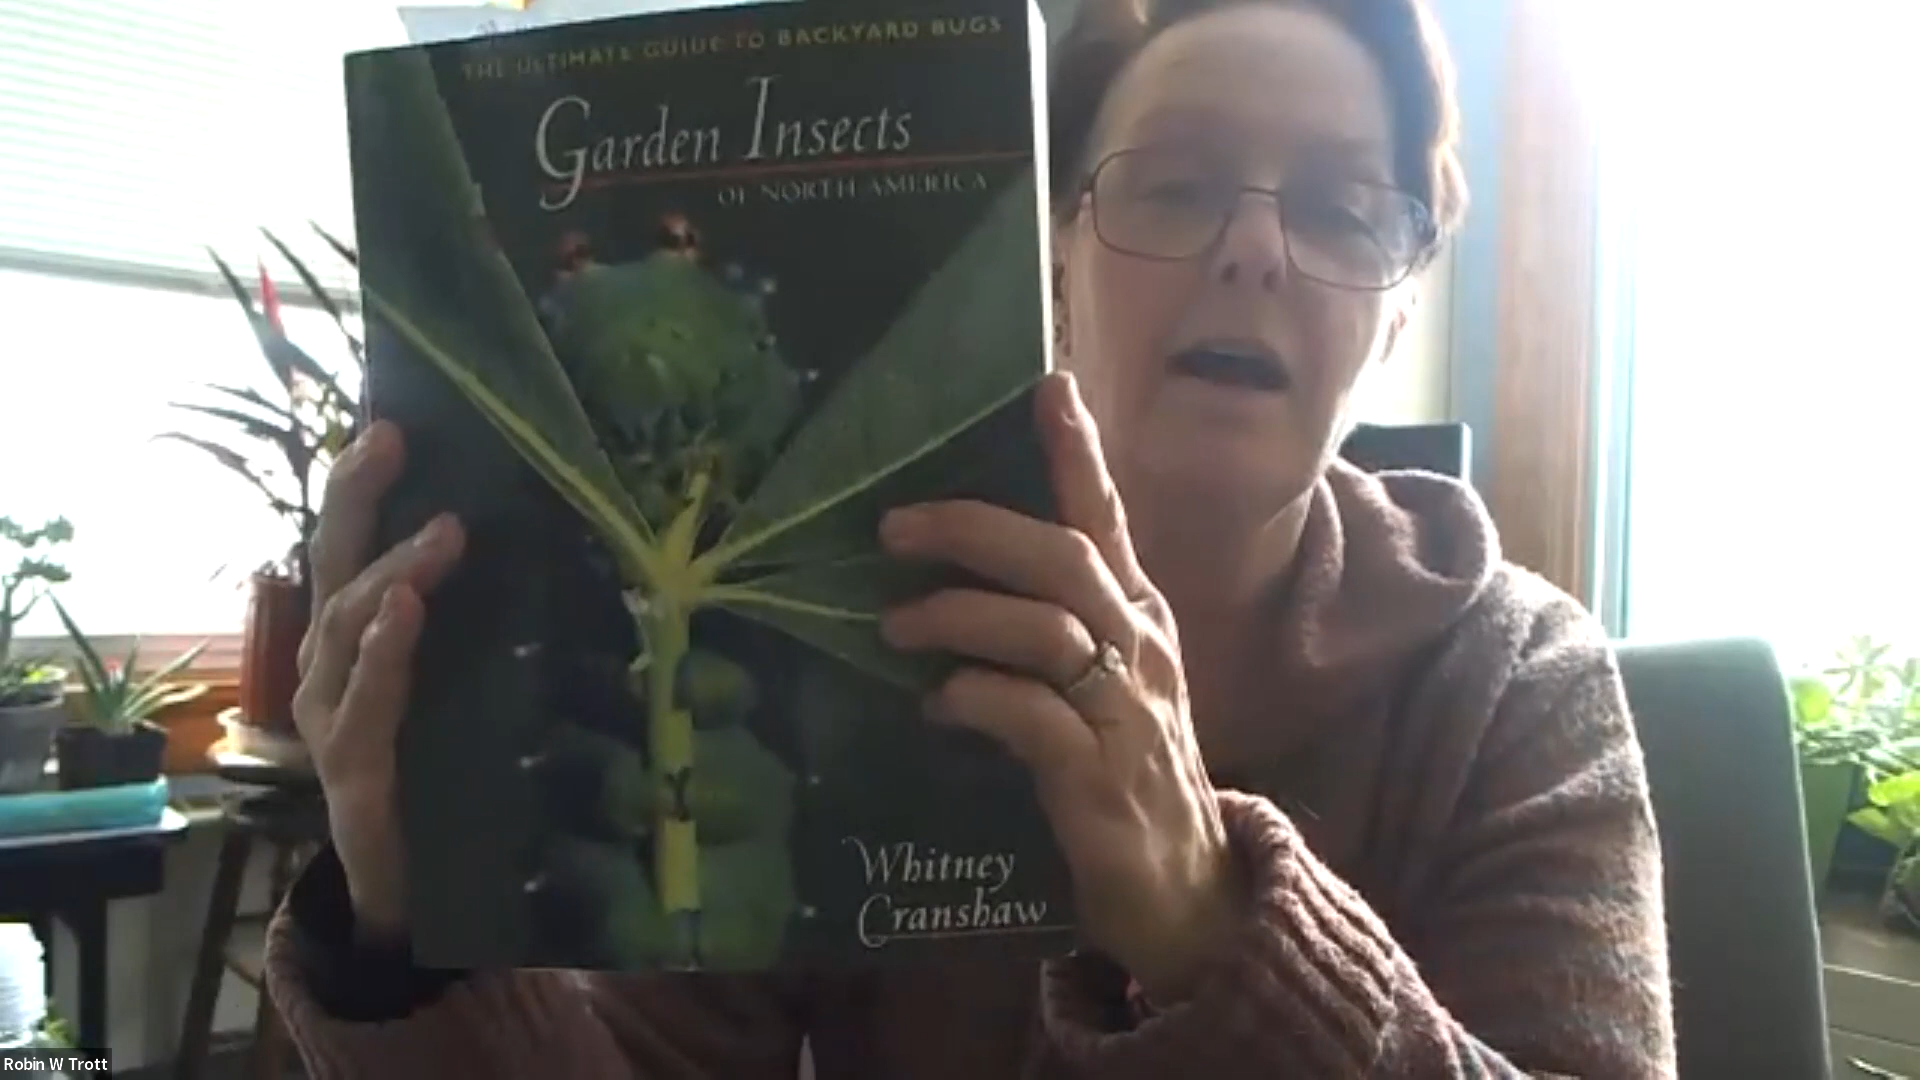 THE ULTIMATE GUIDE TO BACKYARD BUGS
Garden Insects
OF NORTH AMERICA
Whitney
Cranshaw
Robin W Trott